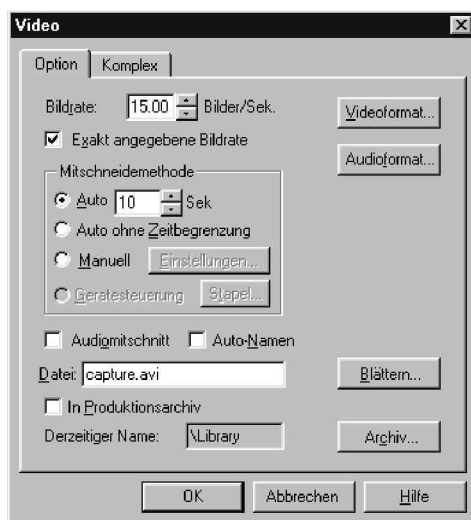 Video
Option Komplex
Bildrate: 15.00 Bilder/Sek.
Videoformat...
Exakt angegebene Bildrate
Audioformat...
Mitschneidemethode
Auto 10 Sek
Auto ohne Zeitbegrenzung
Manuell Einstellungen...
Gerätesteuerung Stapel...
Audiomitschnitt Auto-Namen
Datei: capture.avi Blättern...
In Produktionsarchiv
Derzeitiger Name: \Library Archiv...
OK Abbrechen Hilfe